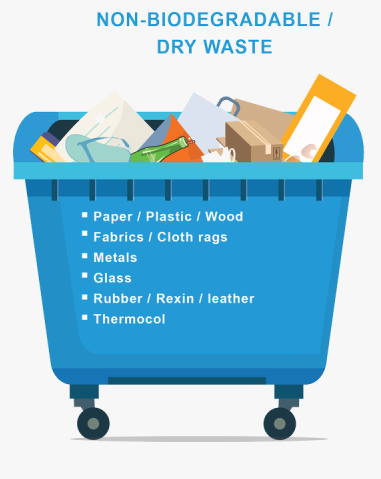 NON-BIODEGRADABLE /
DRY WASTE
Paper / Plastic / Wood
Fabrics / Cloth rags
Metals
Glass
Rubber / Rexin / leather
Thermocol